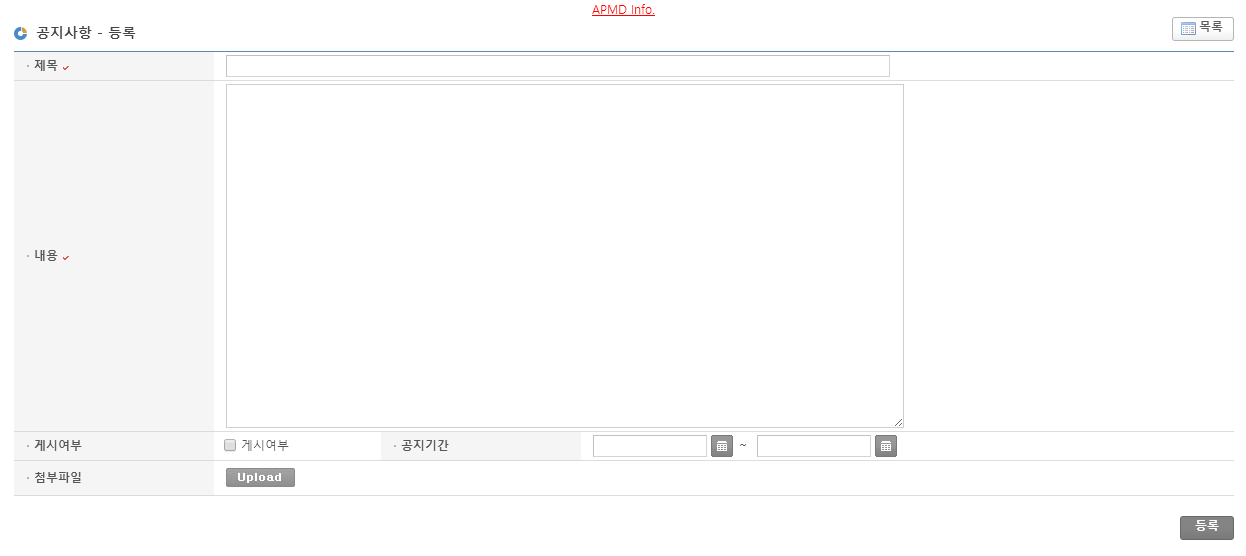 APMD Info.
공지사항 - 등록
목록
· 제목
· 내용
· 게시여부 게시여부 · 공지기간 ~
· 첨부파일 Upload
등록